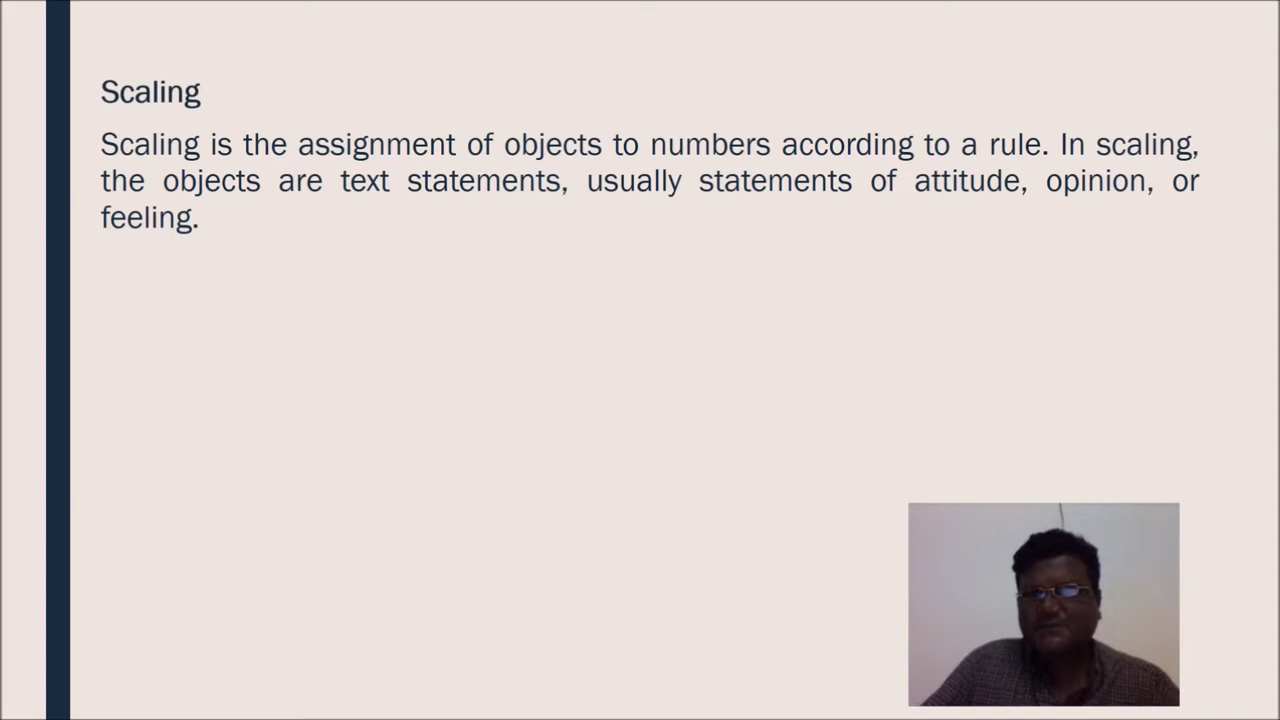 Scaling
Scaling is the assignment of objects to numbers according to a rule. In scaling,
the objects are text statements, usually statements of attitude, opinion, or
feeling.